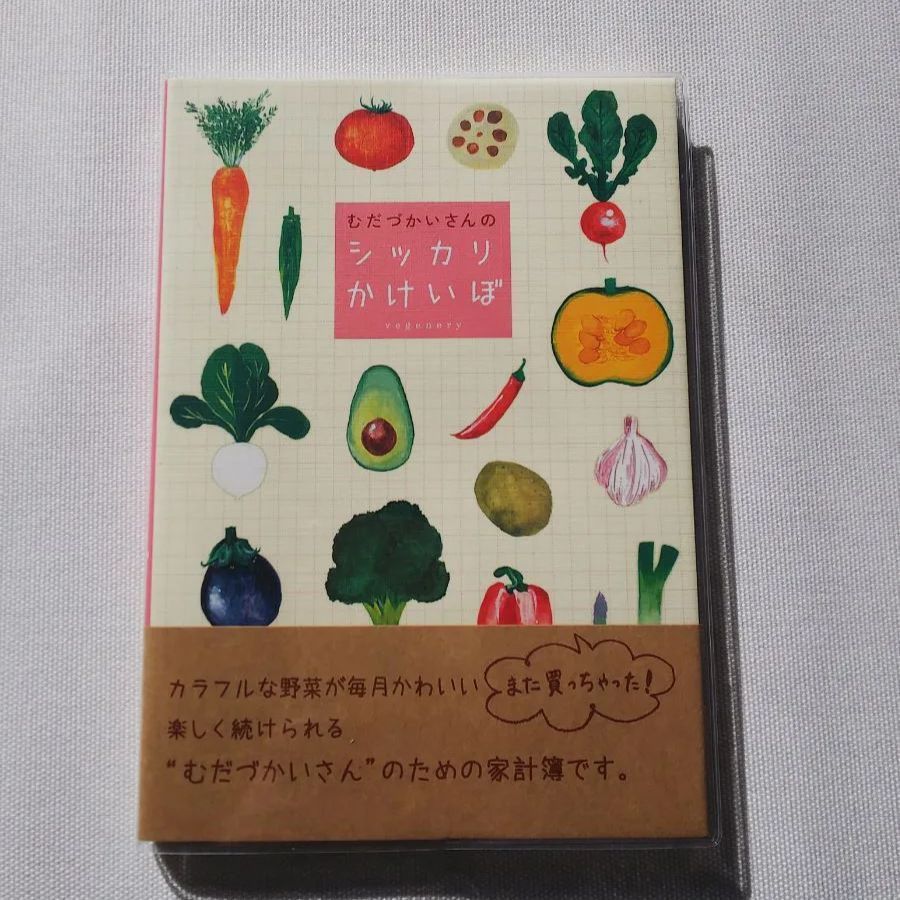 むだづかいさんの
シッカリ
かけいぼ
vegenery
カラフルな野菜が毎月かわいい
また買っちゃった!
楽しく続けられる
“むだづかいさん”のための家計簿です。